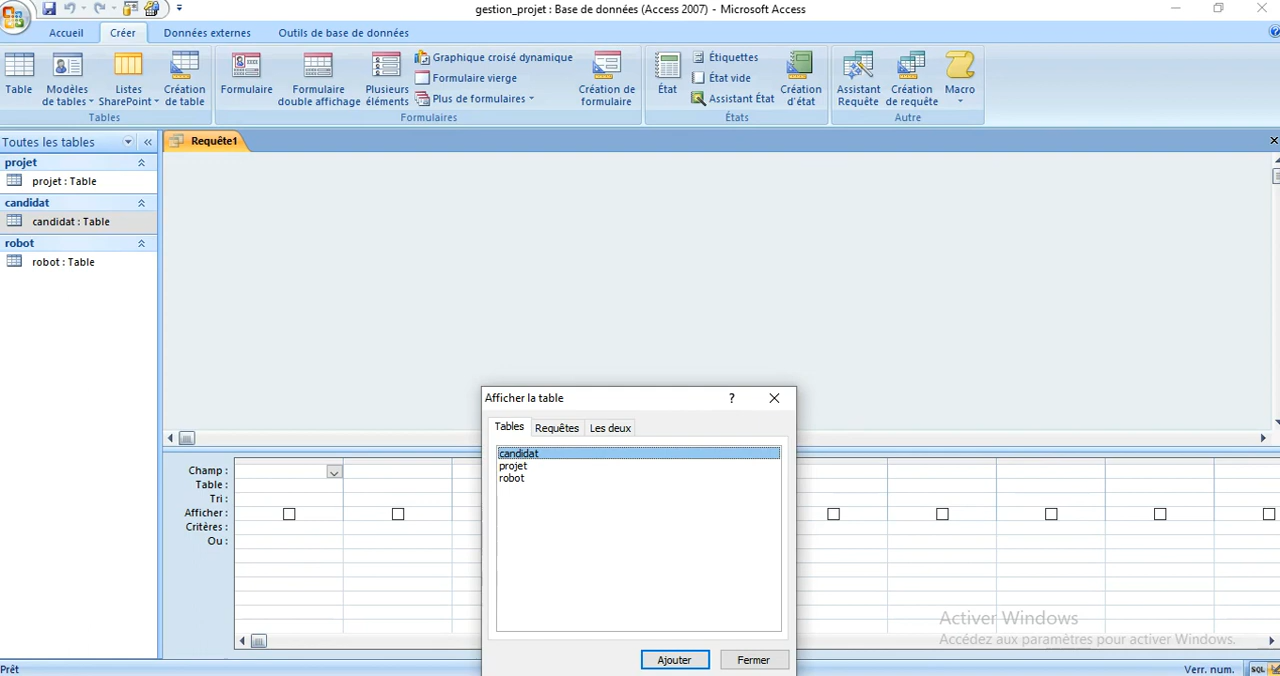 gestion_projet : Base de données (Access 2007) - Microsoft Access
Accueil Créer Données externes Outils de base de données
Table
Modèles de tables
Listes SharePoint
Création de table
Formulaire
Formulaire double affichage
Plusieurs éléments
Graphique croisé dynamique
Formulaire vierge
Plus de formulaires
Création de formulaire
État
Étiquettes
État vide
Assistant État
Création d'état
Assistant Requête
Création de requête
Macro
Tables Formulaires États Autre
Toutes les tables
projet
projet : Table
candidat
candidat : Table
robot
robot : Table
Requête1
Afficher la table
Tables Requêtes Les deux
candidat
projet
robot
Ajouter Fermer
Champ :
Table :
Tri :
Afficher :
Critères :
Ou :
Activer Windows
Accédez aux paramètres pour activer Windows.
Prêt
Verr. num.
SQL